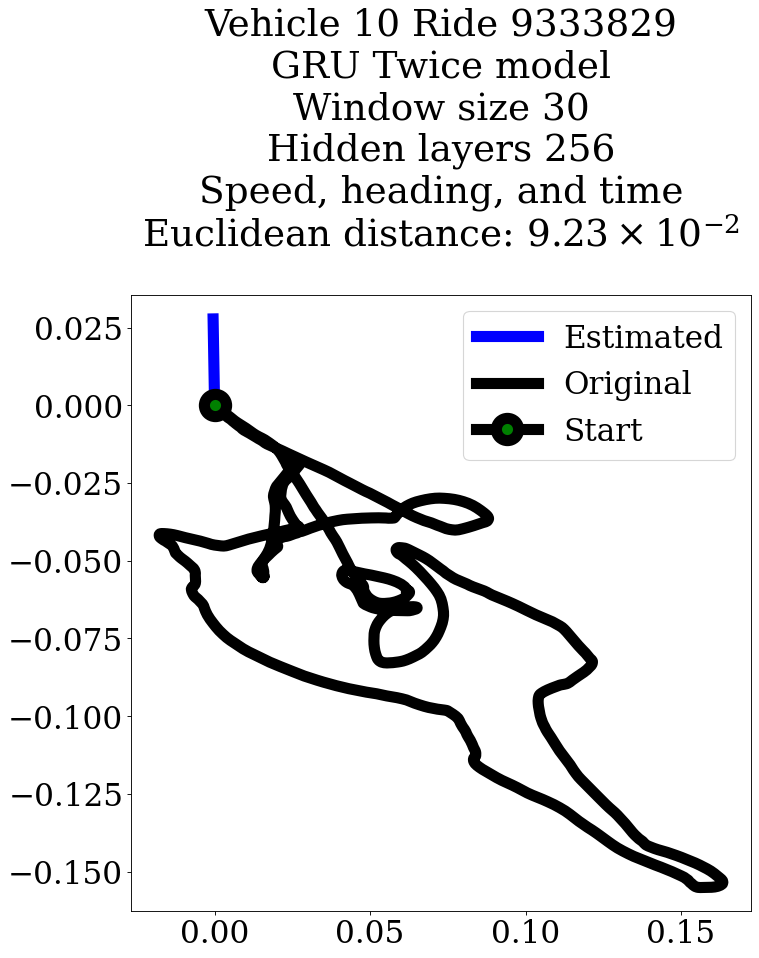 Vehicle 10 Ride 9333829
GRU Twice model
Window size 30
Hidden layers 256
Speed, heading, and time
Euclidean distance: 9.23 × 10⁻²
Estimated
Original
Start
0.025
0.000
−0.025
−0.050
−0.075
−0.100
−0.125
−0.150
0.00 0.05 0.10 0.15